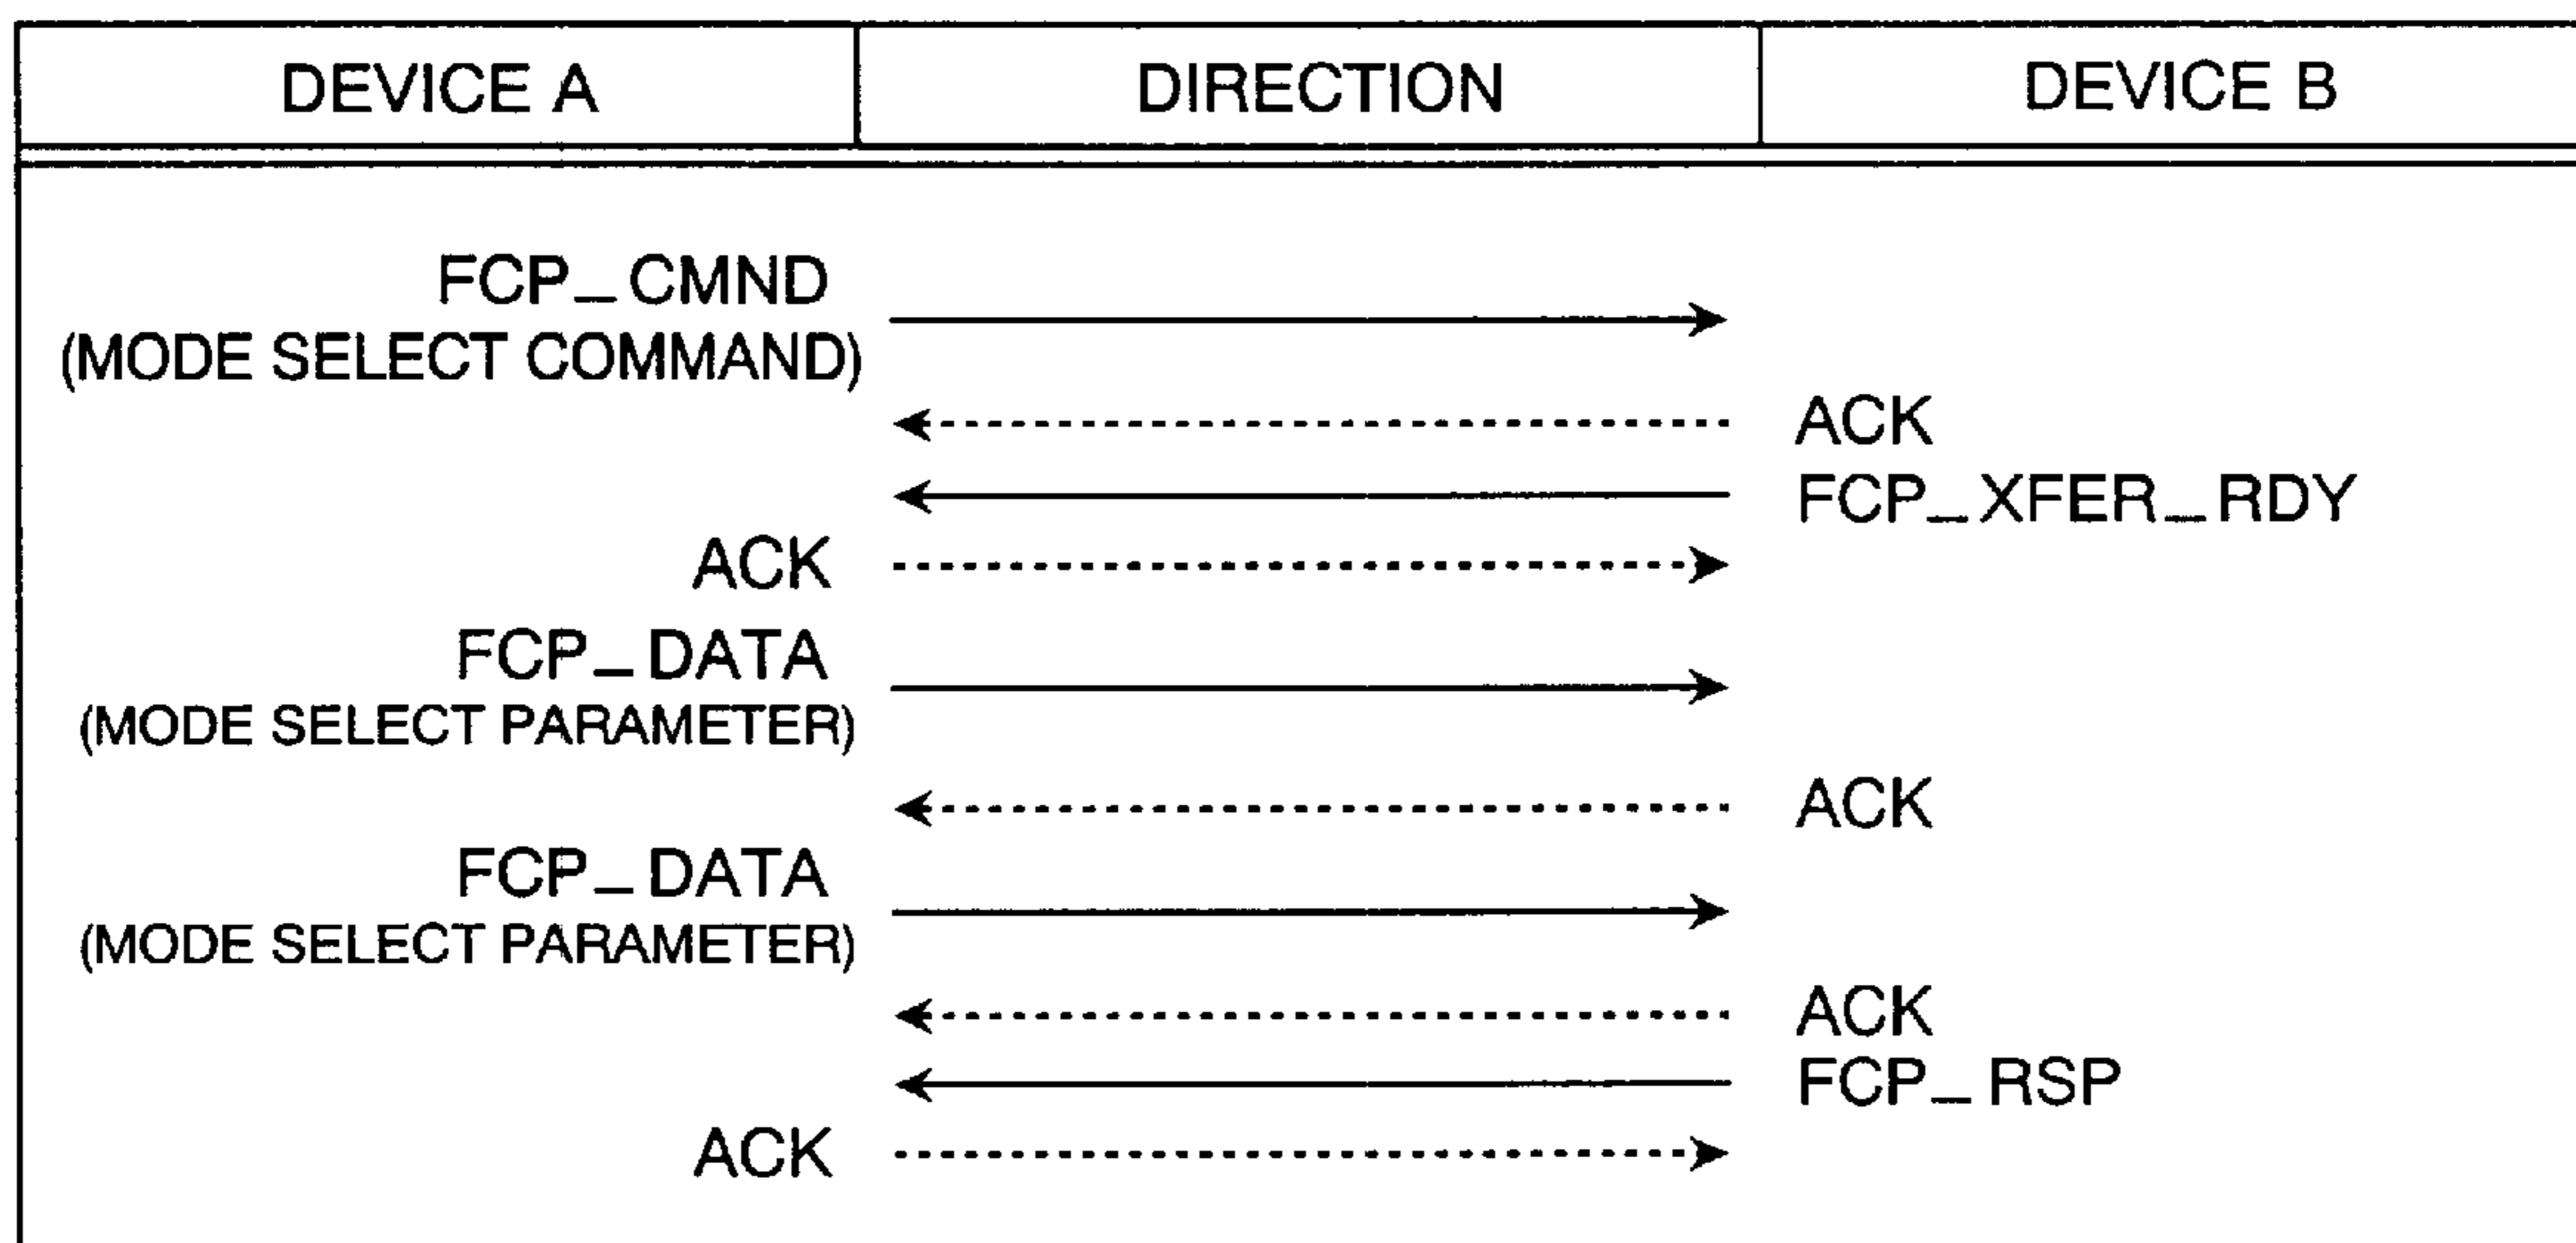 DEVICE A DIRECTION DEVICE B
FCP_CMND
(MODE SELECT COMMAND)
ACK
FCP_XFER_RDY
ACK
FCP_DATA
(MODE SELECT PARAMETER)
ACK
FCP_DATA
(MODE SELECT PARAMETER)
ACK
FCP_RSP
ACK